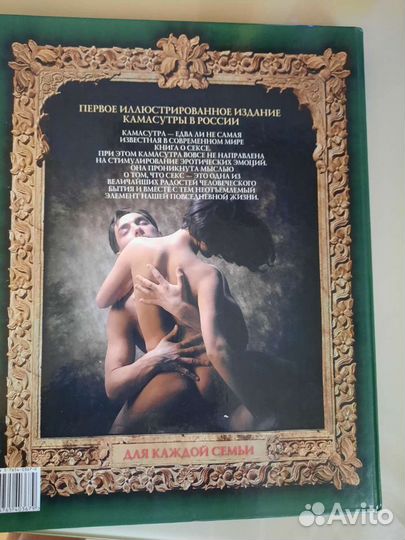 ПЕРВОЕ ИЛЛЮСТРИРОВАННОЕ ИЗДАНИЕ
КАМАСУТРЫ В РОССИИ
КАМАСУТРА — ЕДВА ЛИ НЕ САМАЯ
ИЗВЕСТНАЯ В СОВРЕМЕННОМ МИРЕ
КНИГА О СЕКСЕ.
ПРИ ЭТОМ КАМАСУТРА ВОВСЕ НЕ НАПРАВЛЕНА
НА СТИМУЛИРОВАНИЕ ЭРОТИЧЕСКИХ ЭМОЦИЙ.
ОНА ПРОНИКНУТА МЫСЛЬЮ
О ТОМ, ЧТО СЕКС — ЭТО ОДНА ИЗ
ВЕЛИЧАЙШИХ РАДОСТЕЙ ЧЕЛОВЕЧЕСКОГО
БЫТИЯ И ВМЕСТЕ С ТЕМ НЕОТЪЕМЛЕМЫЙ
ЭЛЕМЕНТ НАШЕЙ ПОВСЕДНЕВНОЙ ЖИЗНИ.
ДЛЯ КАЖДОЙ СЕМЬИ
Avito